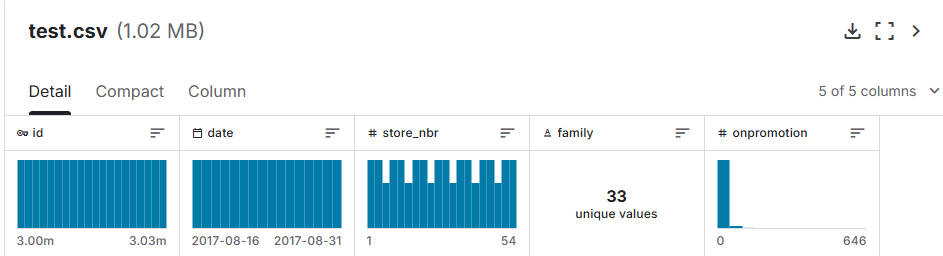 test.csv (1.02 MB)
Detail Compact Column 5 of 5 columns
id date # store_nbr A family # onpromotion
33
unique values
3.00m 3.03m 2017-08-16 2017-08-31 1 54 0 646